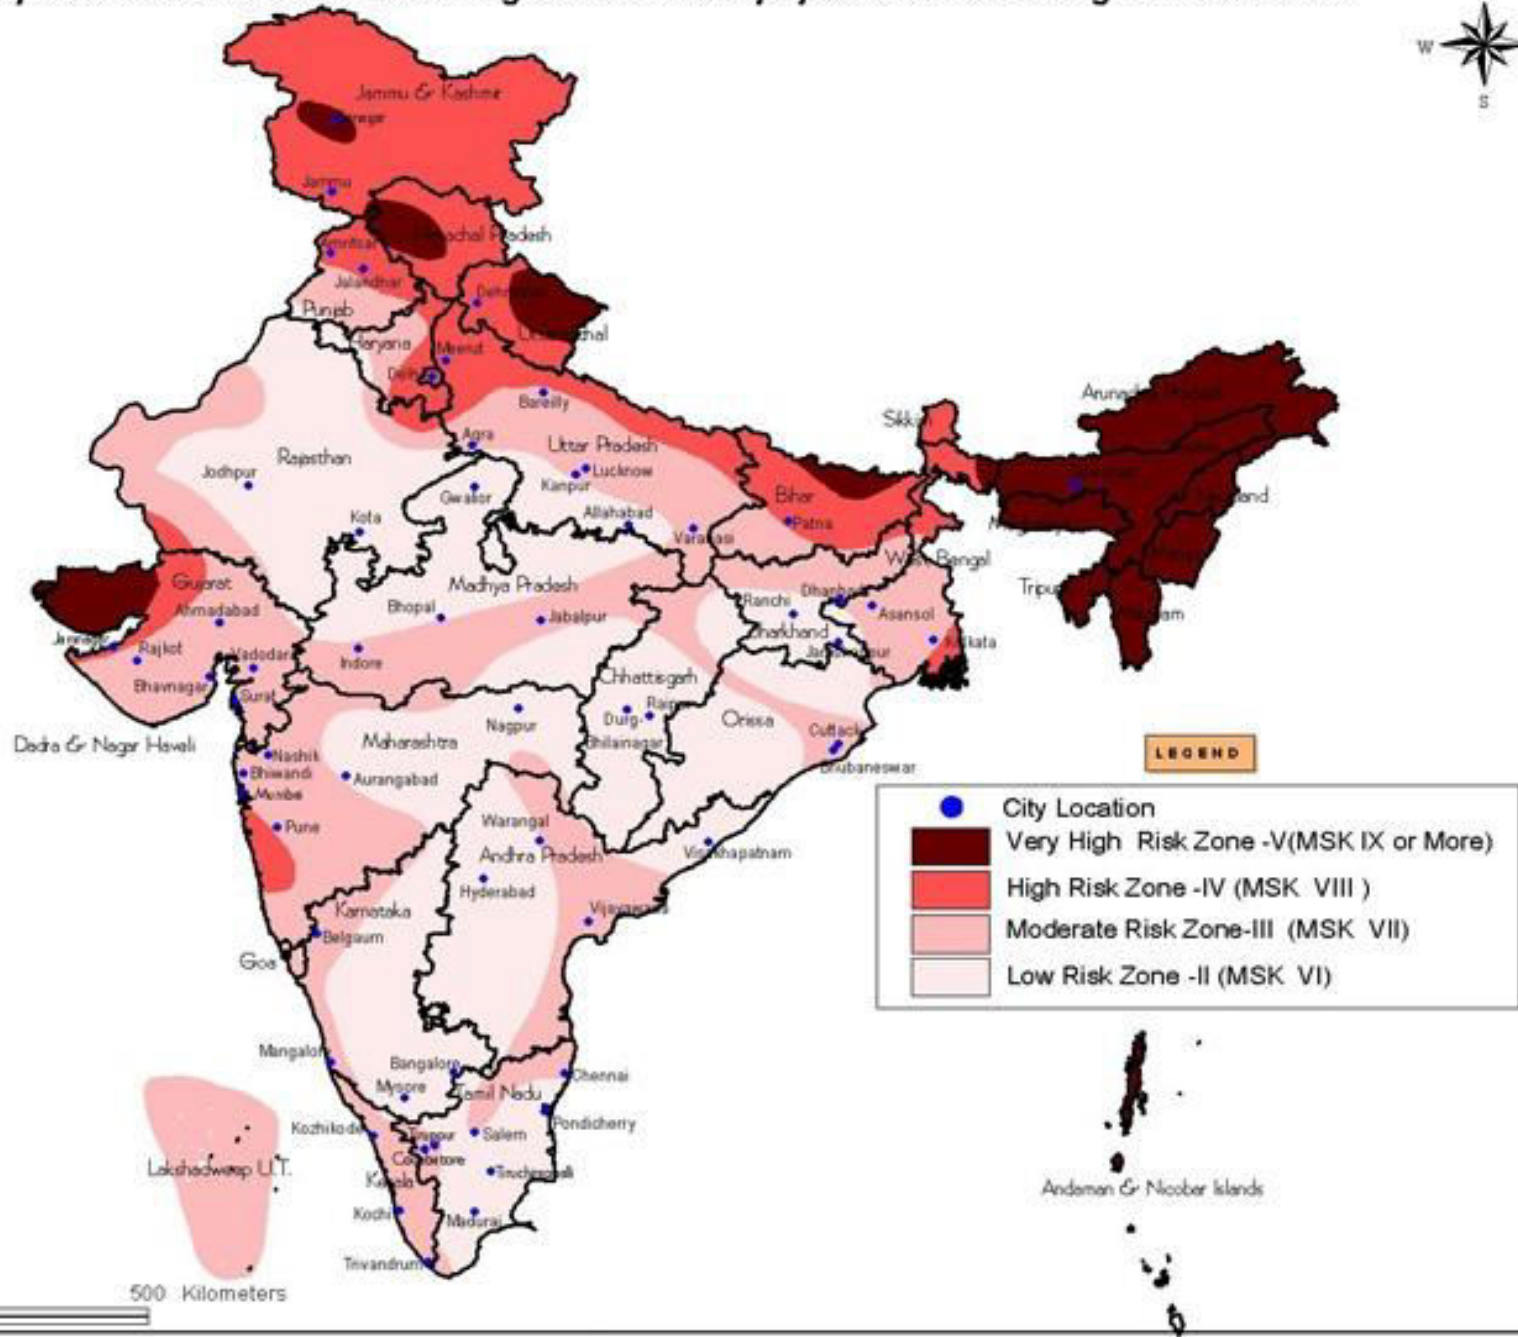 W
S
Jammu & Kashmir
Jammu
Pradesh
Amritsar
Jalandhar
Punjab
Haryana
Meerut
Bareilly
Agra
Uttar Pradesh
Lucknow
Kanpur
Rajasthan
Jodhpur
Gwalior
Kota
Allahabad
Varanasi
Bihar
Patna
West Bengal
Gujarat
Ahmadabad
Madhya Pradesh
Bhopal
Jabalpur
Ranchi
Dhanbad
Asansol
Jharkhand
Rajkot
Vadodara
Indore
Bhavnagar
Surat
Chhattisgarh
Durg-
Bhilainagar
Orissa
Cuttack
Bhubaneswar
Dadra & Nagar Haveli
Nagpur
Maharashtra
Nashik
Bhiwandi
Mumbai
Aurangabad
Pune
Warangal
Andhra Pradesh
Hyderabad
Karnataka
Belgaum
Goa
LEGEND
City Location
Very High Risk Zone -V(MSK IX or More)
High Risk Zone -IV (MSK VIII )
Moderate Risk Zone-III (MSK VII)
Low Risk Zone -II (MSK VI)
Mangalore
Bangalore
Mysore
Tamil Nadu
Chennai
Pondicherry
Kozhikode
Salem
Lakshadweep U.T.
Kerala
Kochi
Madurai
Trivandrum
Andaman & Nicobar Islands
500 Kilometers